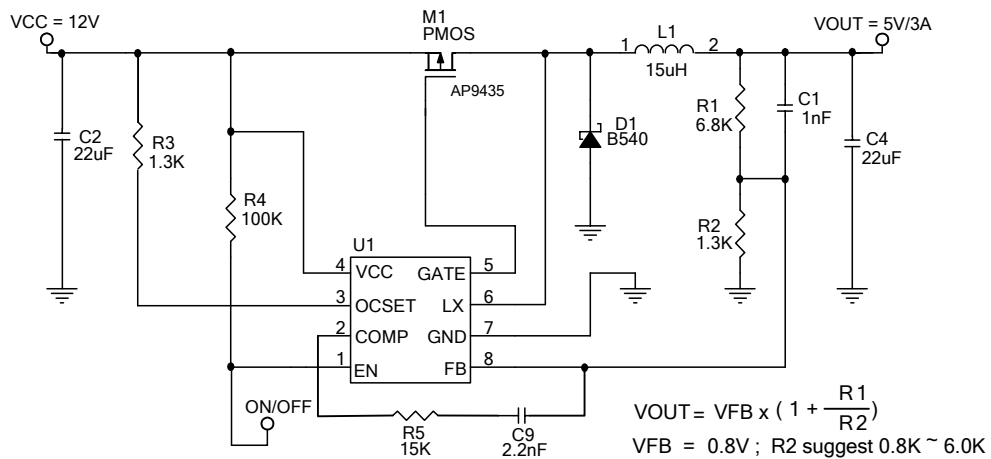 VCC = 12V
M1
PMOS
AP9435
1
L1
2
15uH
VOUT = 5V/3A
C2
22uF
R3
1.3K
R4
100K
D1
B540
R1
6.8K
C1
1nF
C4
22uF
R2
1.3K
U1
4 VCC GATE 5
3 OCSET LX 6
2 COMP GND 7
1 EN FB 8
ON/OFF
R5
15K
C9
2.2nF
VOUT = VFB x ( 1 + R1 / R2 )
VFB = 0.8V ; R2 suggest 0.8K ~ 6.0K